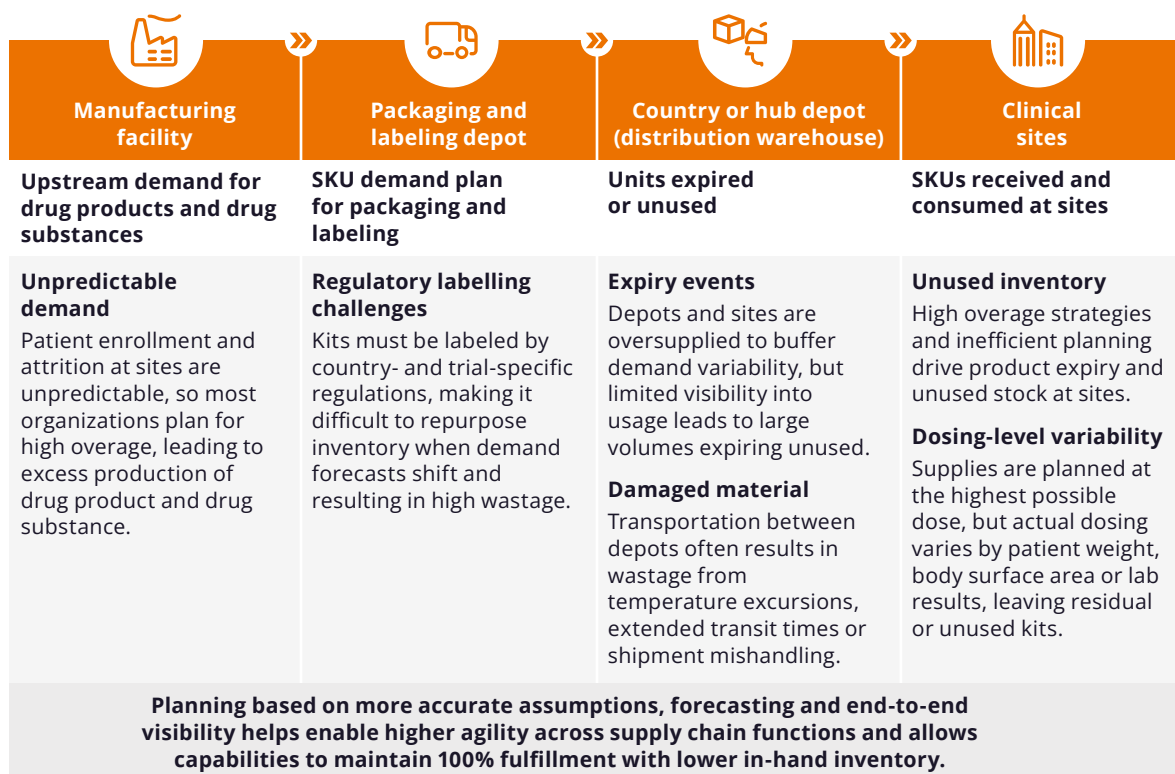 Manufacturing
facility
Packaging and
labeling depot
Country or hub depot
(distribution warehouse)
Clinical
sites
Upstream demand for
drug products and drug
substances
SKU demand plan
for packaging and
labeling
Units expired
or unused
SKUs received and
consumed at sites
Unpredictable
demand
Patient enrollment and
attrition at sites are
unpredictable, so most
organizations plan for
high overage, leading to
excess production of
drug product and drug
substance.
Regulatory labelling
challenges
Kits must be labeled by
country- and trial-specific
regulations, making it
difficult to repurpose
inventory when demand
forecasts shift and
resulting in high wastage.
Expiry events
Depots and sites are
oversupplied to buffer
demand variability, but
limited visibility into
usage leads to large
volumes expiring unused.
Damaged material
Transportation between
depots often results in
wastage from
temperature excursions,
extended transit times or
shipment mishandling.
Unused inventory
High overage strategies
and inefficient planning
drive product expiry and
unused stock at sites.
Dosing-level variability
Supplies are planned at
the highest possible
dose, but actual dosing
varies by patient weight,
body surface area or lab
results, leaving residual
or unused kits.
Planning based on more accurate assumptions, forecasting and end-to-end
visibility helps enable higher agility across supply chain functions and allows
capabilities to maintain 100% fulfillment with lower in-hand inventory.